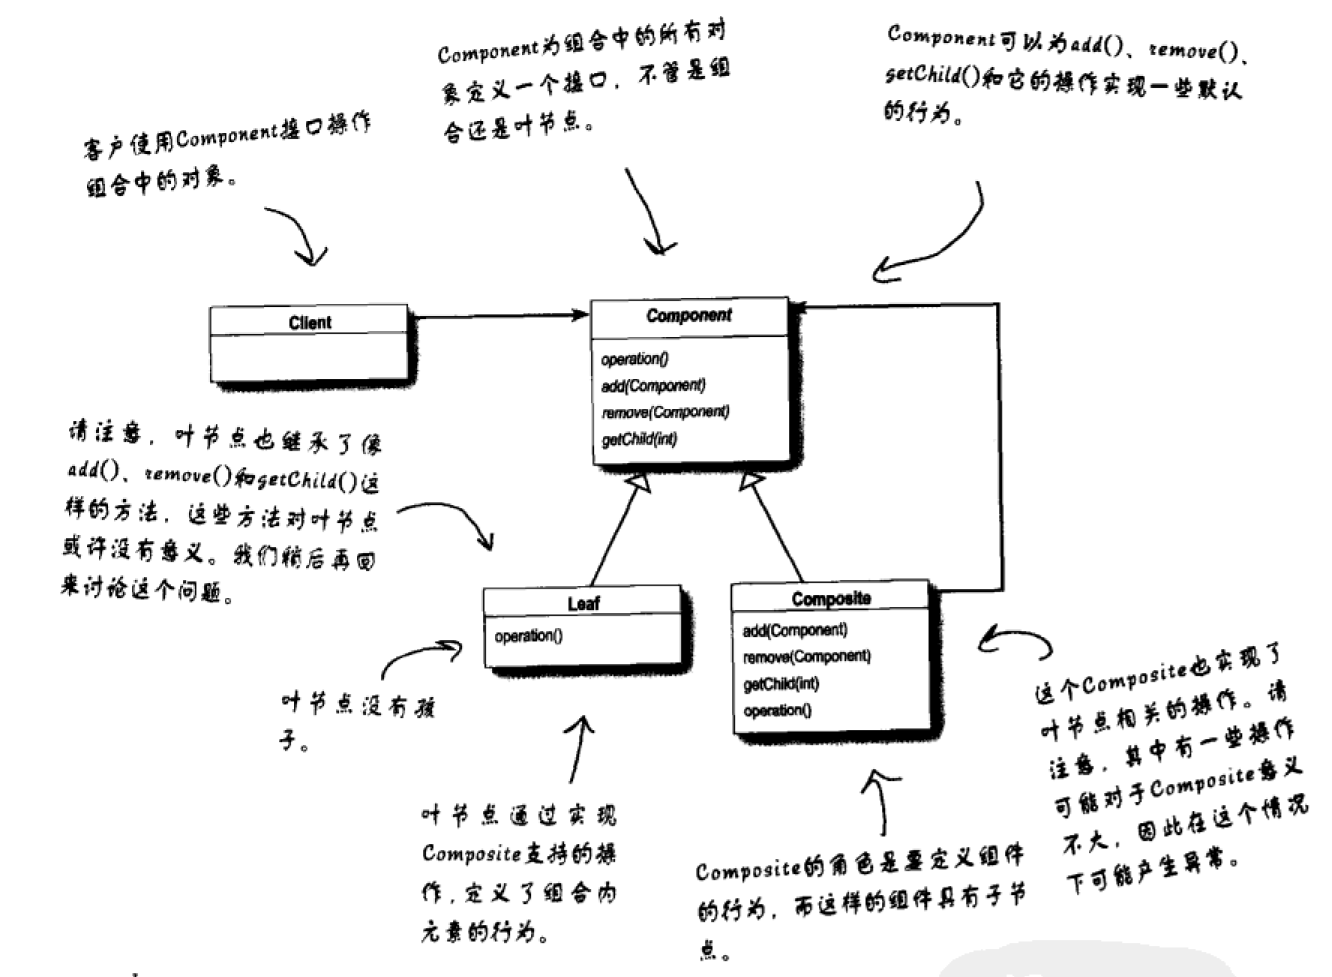 Component为组合中的所有对
象定义一个接口，不管是组
合还是叶节点。
Component可以为add()、remove()、
getChild()和它的操作实现一些默认
的行为。
客户使用Component接口操作
组合中的对象。
Client
Component
operation()
add(Component)
remove(Component)
getChild(int)
请注意，叶节点也继承了像
add()、remove()和getChild()这
样的方法，这些方法对叶节点
或许没有意义。我们稍后再回
来讨论这个问题。
Leaf
operation()
Composite
add(Component)
remove(Component)
getChild(int)
operation()
叶节点没有孩
子。
这个Composite也实现了
叶节点相关的操作。请
注意，其中有一些操作
可能对于Composite意义
不大，因此在这个情况
下可能产生异常。
叶节点通过实现
Composite支持的操
作，定义了组合内
元素的行为。
Composite的角色是要定义组件
的行为，而这样的组件具有子节
点。